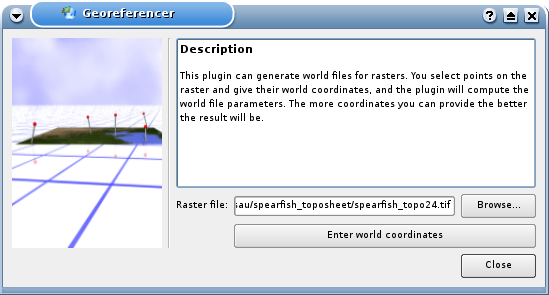 Georeferencer
Description
This plugin can generate world files for rasters. You select points on the
raster and give their world coordinates, and the plugin will compute the
world file parameters. The more coordinates you can provide the better
the result will be.
Raster file: sau/spearfish_toposheet/spearfish_topo24.tif Browse...
Enter world coordinates
Close